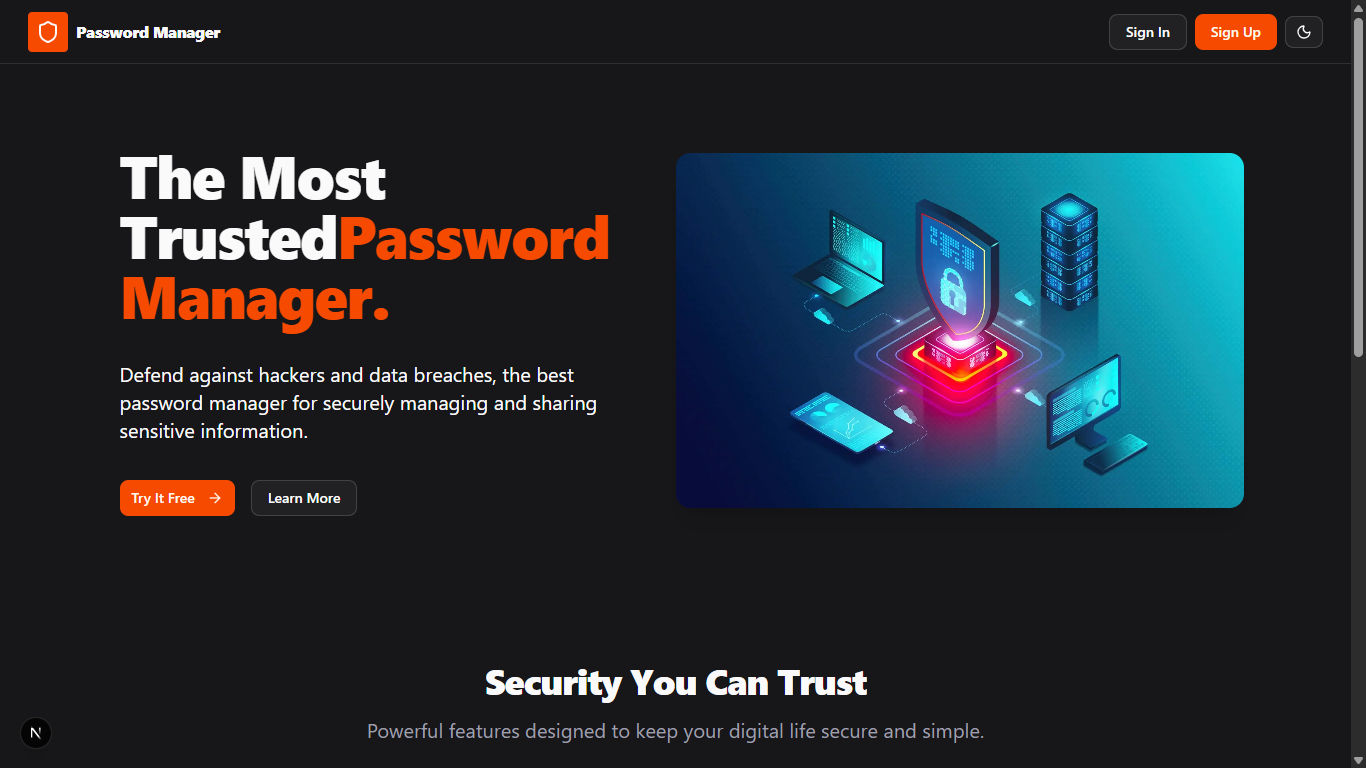 Password Manager
Sign In
Sign Up
The Most
TrustedPassword
Manager.
Defend against hackers and data breaches, the best
password manager for securely managing and sharing
sensitive information.
Try It Free
Learn More
Security You Can Trust
Powerful features designed to keep your digital life secure and simple.
N